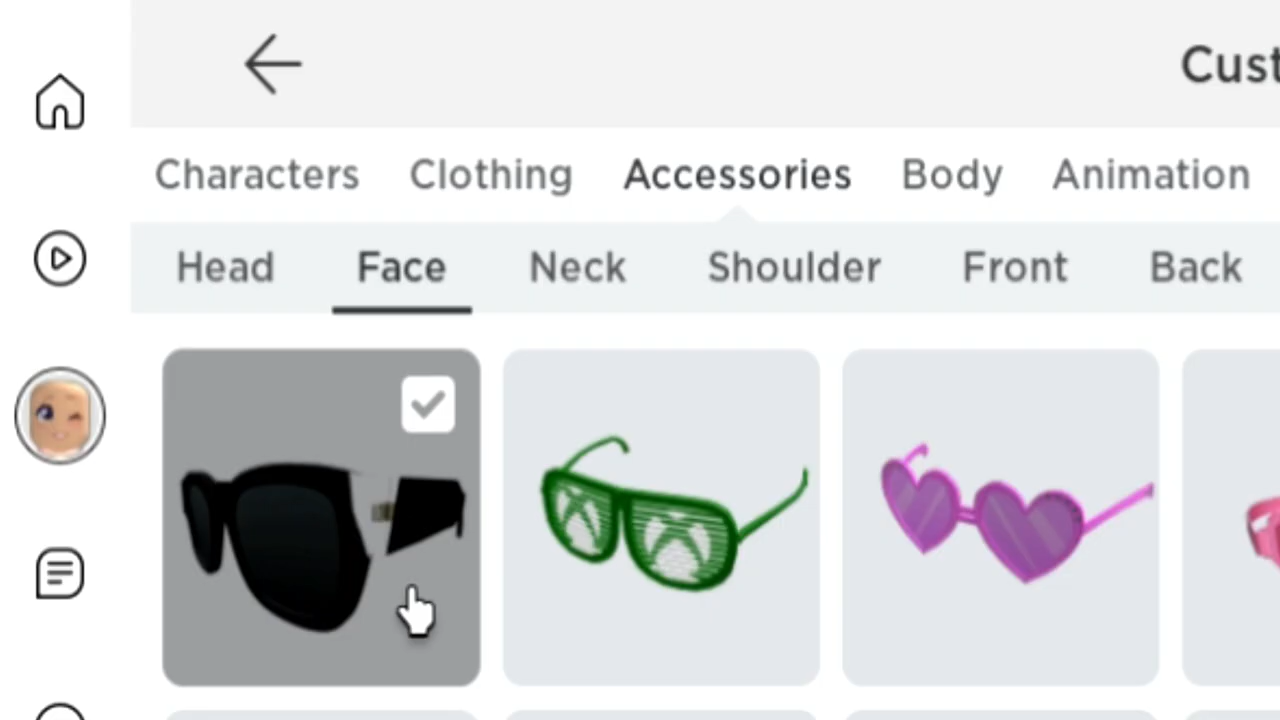 Cust
Characters Clothing Accessories Body Animation
Head Face Neck Shoulder Front Back